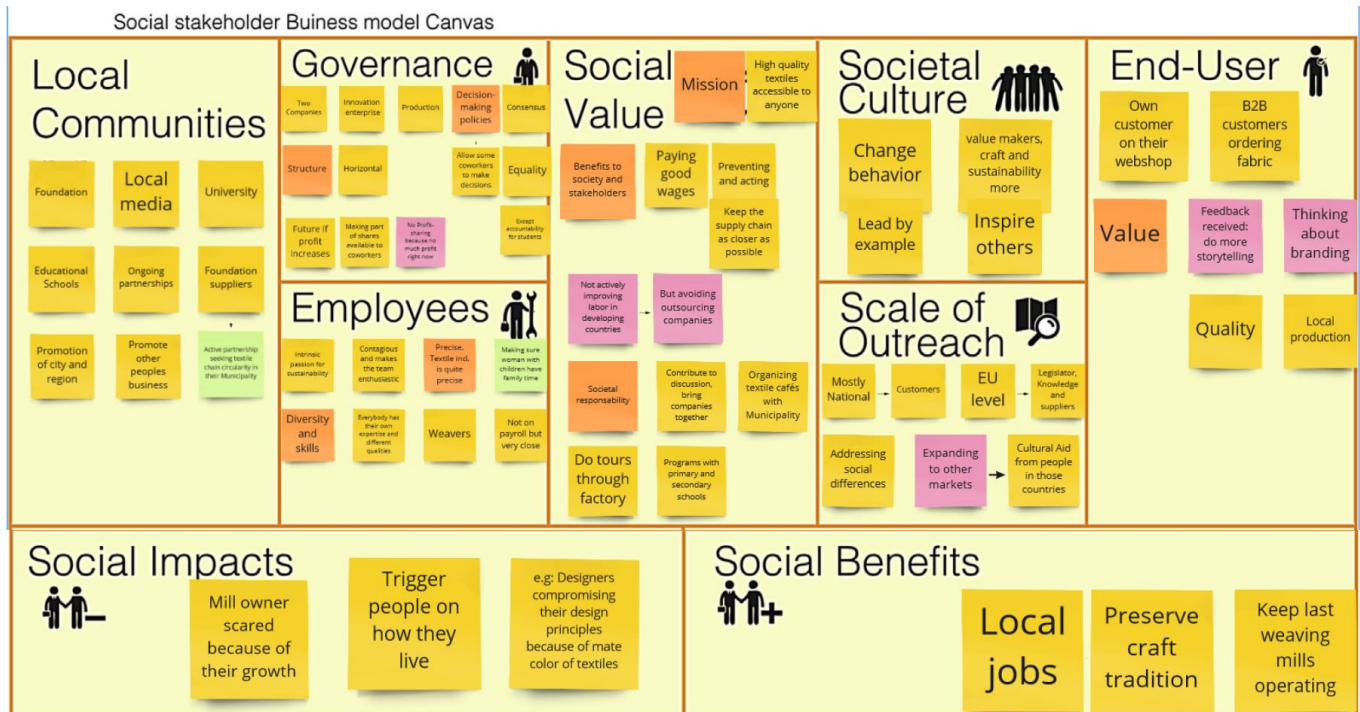 Social stakeholder Buiness model Canvas
Local
Communities
Foundation
Local
media
University
Educational
Schools
Ongoing
partnerships
Foundation
suppliers
Promotion
of city and
region
Promote
other
peoples
business
Active partnership
seeking textile
chain circularity in
their Municipality
Governance
Two
Companies
Innovation
enterprise
Production
Decision-
making
policies
Consensus
Structure
Horizontal
Allow some
coworkers
to make
decisions
Equality
Future if
profit
increases
Making part
of shares
available to
coworkers
No Profit-
sharing
because no
much profit
right now
Except
accountability
for students
Employees
Intrinsic
passion for
sustainability
Contagious
and makes
the team
enthusiastic
Precise,
Textile ind.
is quite
precise
Making sure
woman with
children have
family time
Diversity
and
skills
Everybody has
their own
expertise and
different
qualities
Weavers
Not on
payroll but
very close
Social
Value
Mission
High quality
textiles
accessible to
anyone
Benefits to
society and
stakeholders
Paying
good
wages
Preventing
and acting
Keep the
supply chain
as closer as
possible
Not actively
improving
labor in
developing
countries
But avoiding
outsourcing
companies
Societal
responsability
Contribute to
discussion,
bring
companies
together
Organizing
textile cafés
with
Municipality
Do tours
through
factory
Programs with
primary and
secondary
schools
Societal
Culture
Change
behavior
value makers,
craft and
sustainability
more
Lead by
example
Inspire
others
Scale of
Outreach
Mostly
National
Customers
EU
level
Legislator,
Knowledge
and
suppliers
Addressing
social
differences
Expanding
to other
markets
Cultural Aid
from people
in those
countries
End-User
Own
customer
on their
webshop
B2B
customers
ordering
fabric
Value
Feedback
received:
do more
storytelling
Thinking
about
branding
Quality
Local
production
Social Impacts
Mill owner
scared
because of
their growth
Trigger
people on
how they
live
e.g: Designers
compromising
their design
principles
because of mate
color of textiles
Social Benefits
Local
jobs
Preserve
craft
tradition
Keep last
weaving
mills
operating